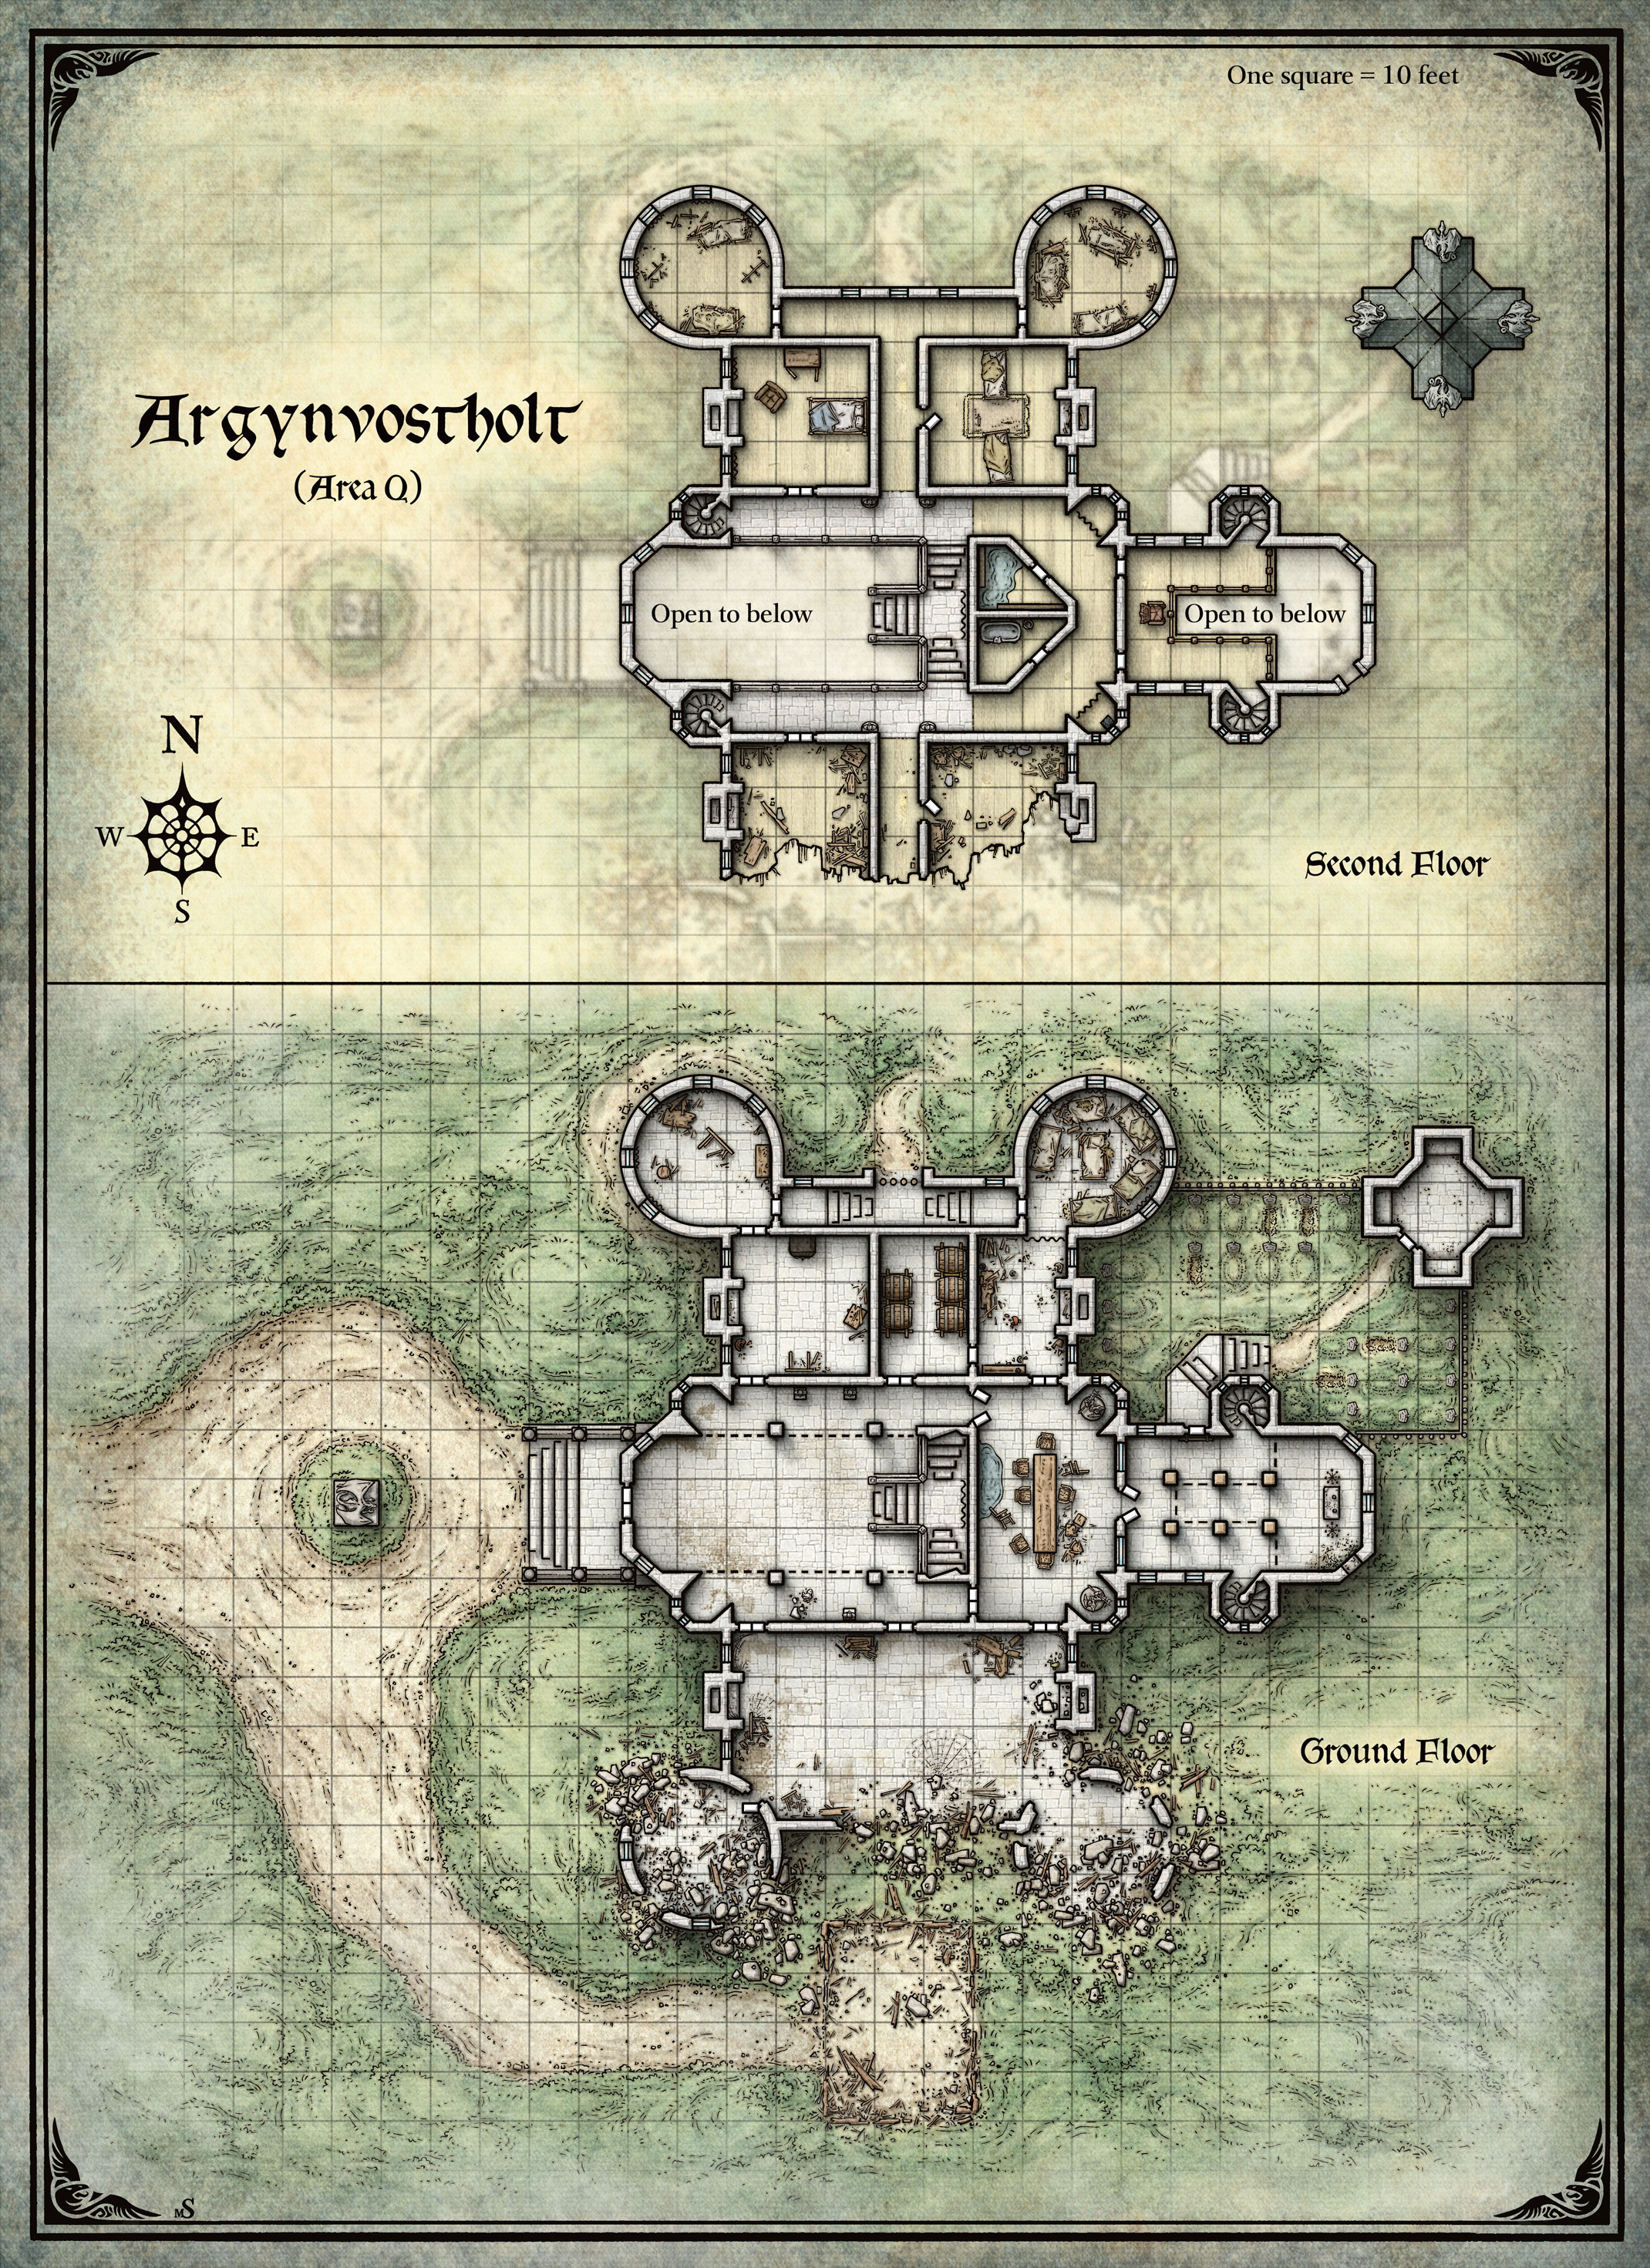 One square = 10 feet
Argynvostholt
(Area Q)
Open to below
Open to below
N
W
E
S
Second Floor
Ground Floor
MS